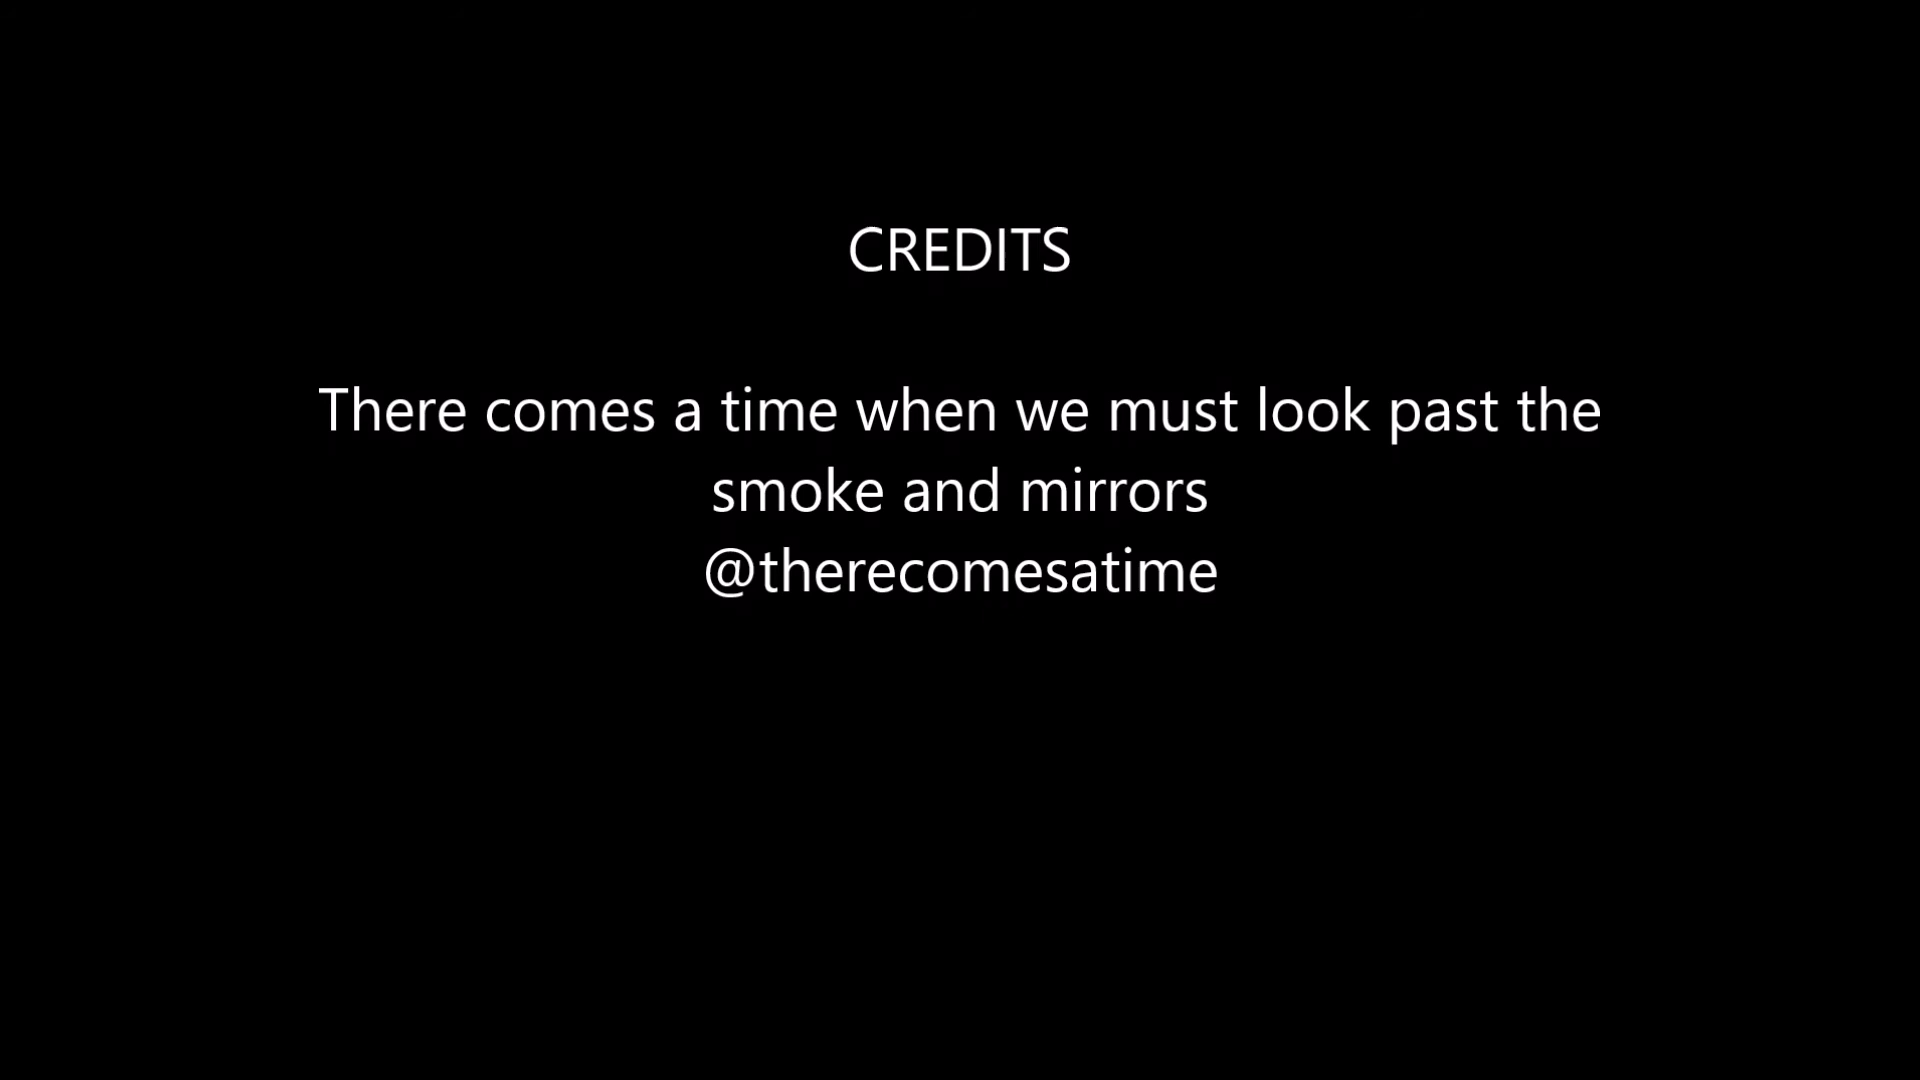 CREDITS
There comes a time when we must look past the
smoke and mirrors
@therecomesatime